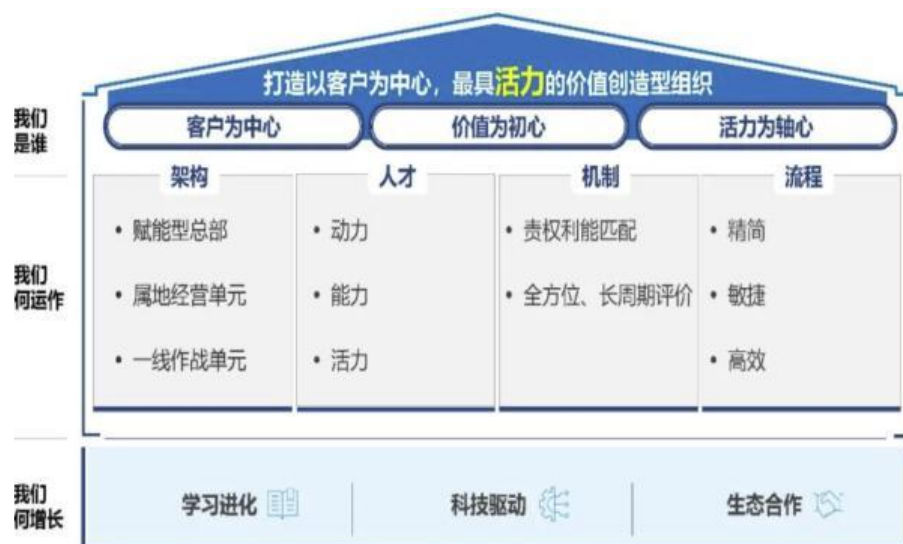 打造以客户为中心，最具活力的价值创造型组织
我们
是谁
客户为中心
价值为初心
活力为轴心
我们
何运作
架构
• 赋能型总部
• 属地经营单元
• 一线作战单元
人才
• 动力
• 能力
• 活力
机制
• 责权利能匹配
• 全方位、长周期评价
流程
• 精简
• 敏捷
• 高效
我们
何增长
学习进化
科技驱动
生态合作